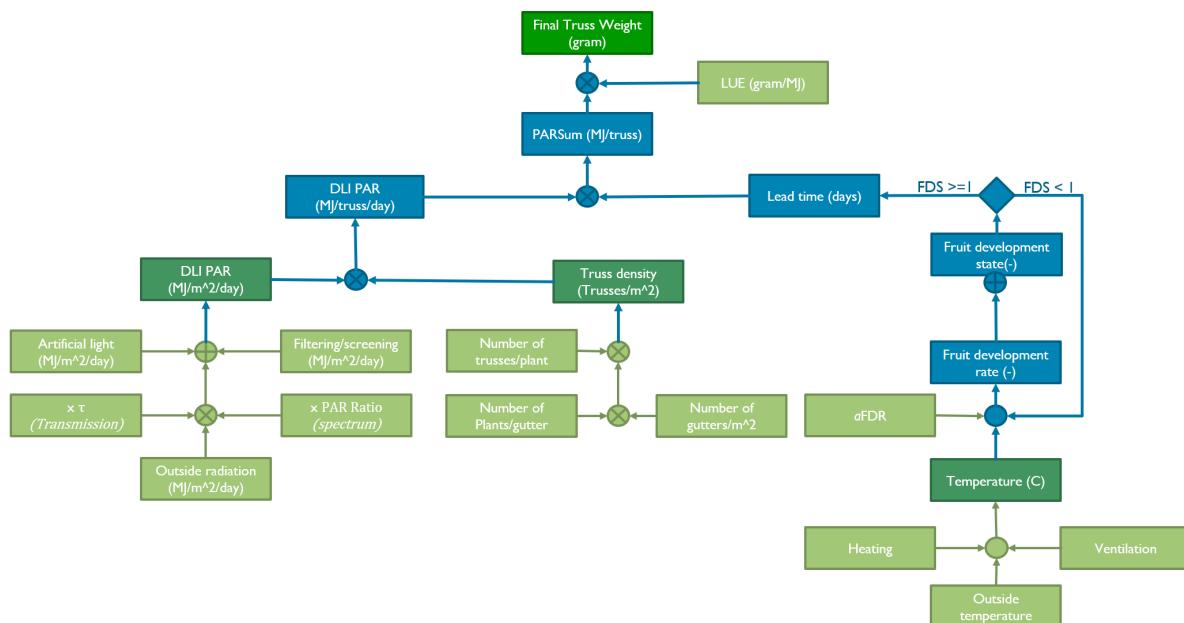 Final Truss Weight
(gram)
LUE (gram/MJ)
PARSum (MJ/truss)
DLI PAR
(MJ/truss/day)
Lead time (days)
FDS >=1
FDS < 1
Fruit development
state(-)
DLI PAR
(MJ/m^2/day)
Truss density
(Trusses/m^2)
Artificial light
(MJ/m^2/day)
Filtering/screening
(MJ/m^2/day)
Number of
trusses/plant
Fruit development
rate (-)
x τ
(Transmission)
x PAR Ratio
(spectrum)
Number of
Plants/gutter
Number of
gutters/m^2
aFDR
Outside radiation
(MJ/m^2/day)
Temperature (C)
Heating
Ventilation
Outside
temperature